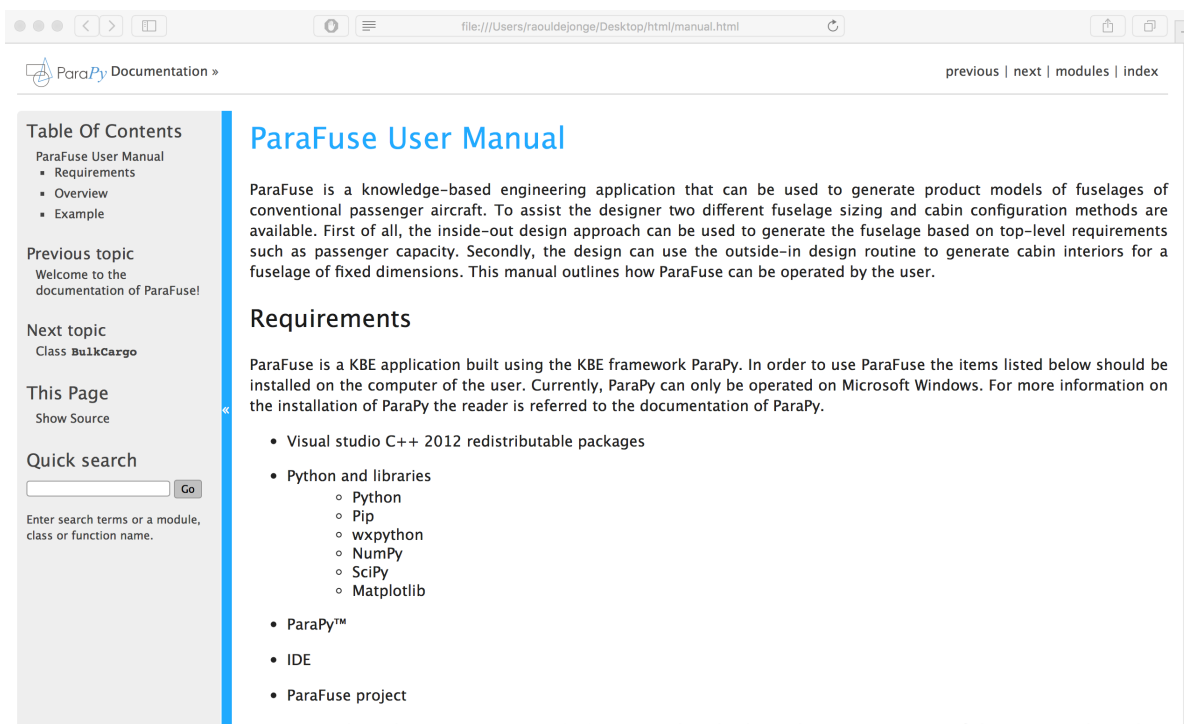 file:///Users/raouldejonge/Desktop/html/manual.html
ParaPy Documentation »
previous | next | modules | index
Table Of Contents
ParaFuse User Manual
▪ Requirements
▪ Overview
▪ Example
Previous topic
Welcome to the
documentation of ParaFuse!
Next topic
Class BulkCargo
This Page
Show Source
Quick search
Go
Enter search terms or a module,
class or function name.
«
ParaFuse User Manual
ParaFuse is a knowledge-based engineering application that can be used to generate product models of fuselages of
conventional passenger aircraft. To assist the designer two different fuselage sizing and cabin configuration methods are
available. First of all, the inside-out design approach can be used to generate the fuselage based on top-level requirements
such as passenger capacity. Secondly, the design can use the outside-in design routine to generate cabin interiors for a
fuselage of fixed dimensions. This manual outlines how ParaFuse can be operated by the user.
Requirements
ParaFuse is a KBE application built using the KBE framework ParaPy. In order to use ParaFuse the items listed below should be
installed on the computer of the user. Currently, ParaPy can only be operated on Microsoft Windows. For more information on
the installation of ParaPy the reader is referred to the documentation of ParaPy.
• Visual studio C++ 2012 redistributable packages
• Python and libraries
◦ Python
◦ Pip
◦ wxpython
◦ NumPy
◦ SciPy
◦ Matplotlib
• ParaPy™
• IDE
• ParaFuse project